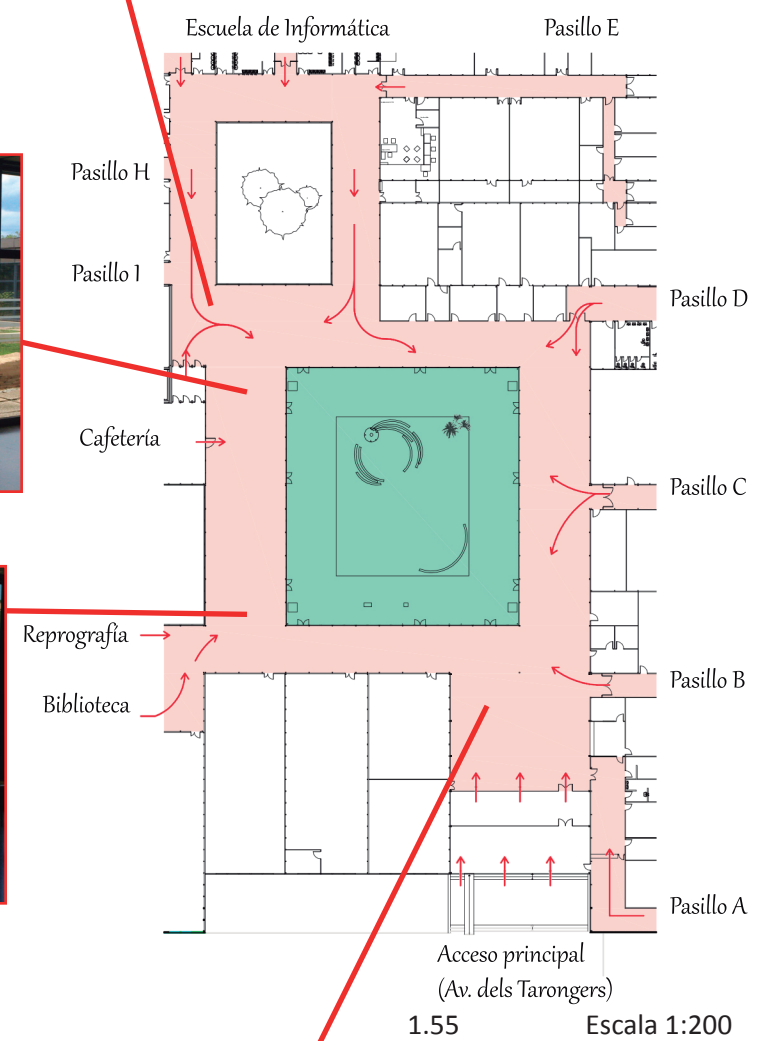 Escuela de Informática
Pasillo E
Pasillo H
Pasillo I
Pasillo D
Cafetería
Pasillo C
Reprografía
Biblioteca
Pasillo B
Pasillo A
Acceso principal
(Av. dels Tarongers)
1.55
Escala 1:200